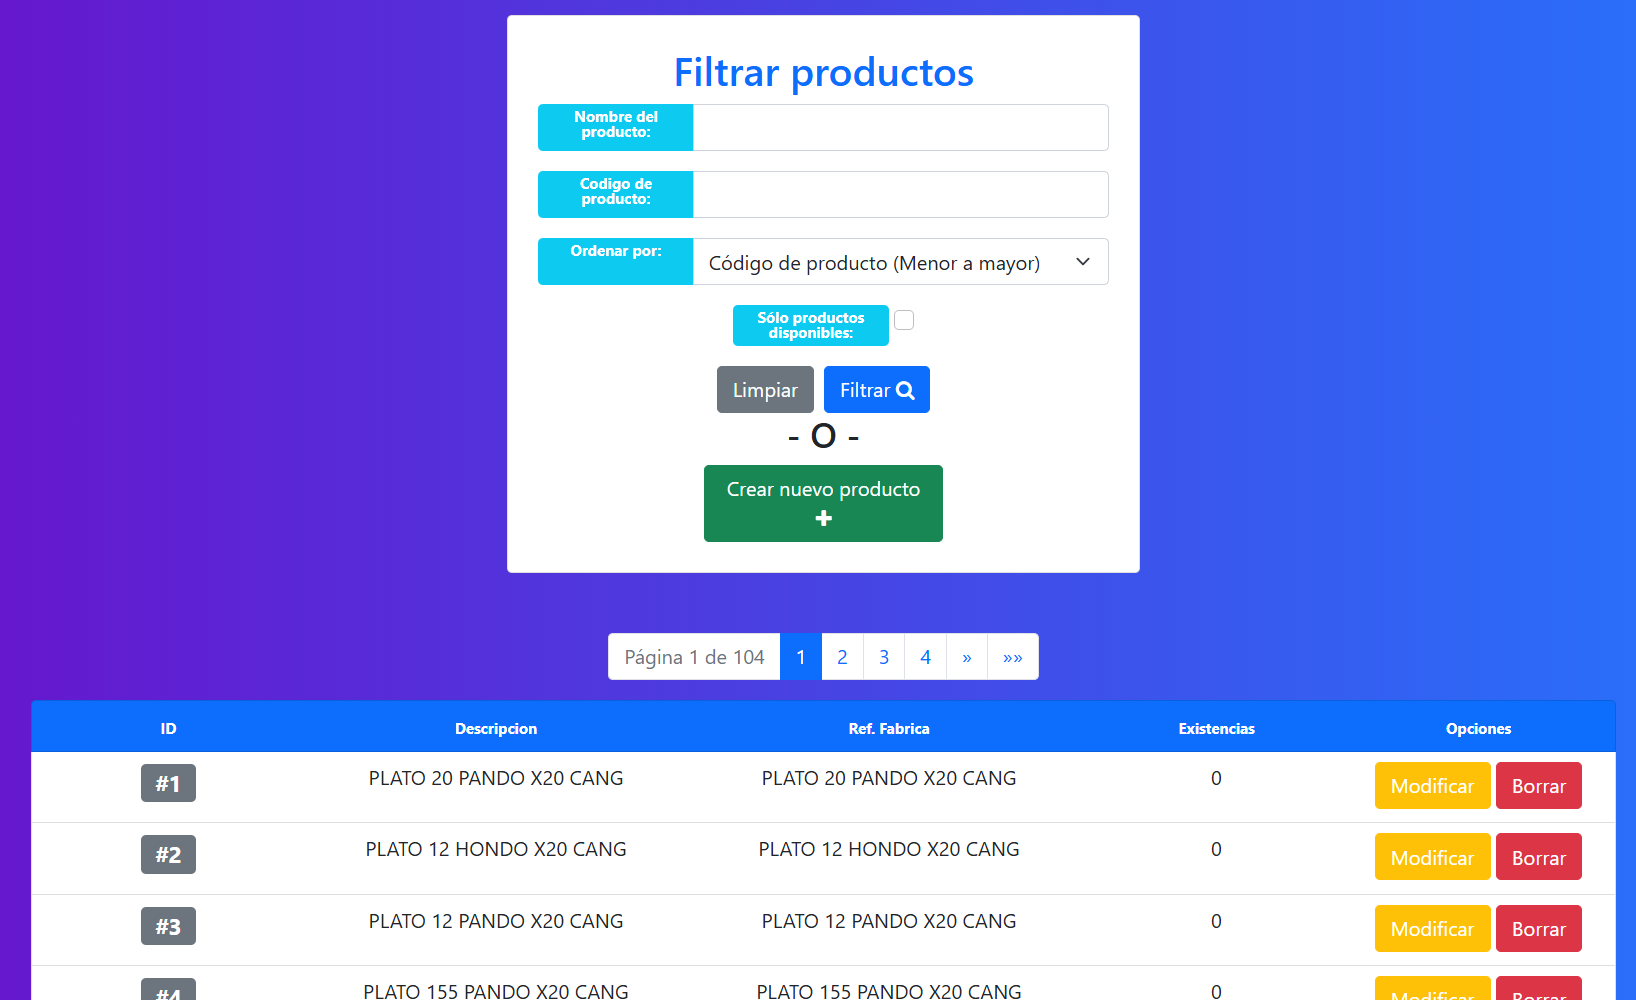 Filtrar productos
Nombre del
producto:
Codigo de
producto:
Ordenar por:
Código de producto (Menor a mayor)
Sólo productos
disponibles:
Limpiar
Filtrar
- O -
Crear nuevo producto
Página 1 de 104 1 2 3 4 » »»
ID Descripcion Ref. Fabrica Existencias Opciones
#1 PLATO 20 PANDO X20 CANG PLATO 20 PANDO X20 CANG 0 Modificar Borrar
#2 PLATO 12 HONDO X20 CANG PLATO 12 HONDO X20 CANG 0 Modificar Borrar
#3 PLATO 12 PANDO X20 CANG PLATO 12 PANDO X20 CANG 0 Modificar Borrar
#4 PLATO 155 PANDO X20 CANG PLATO 155 PANDO X20 CANG 0 Modificar Borrar